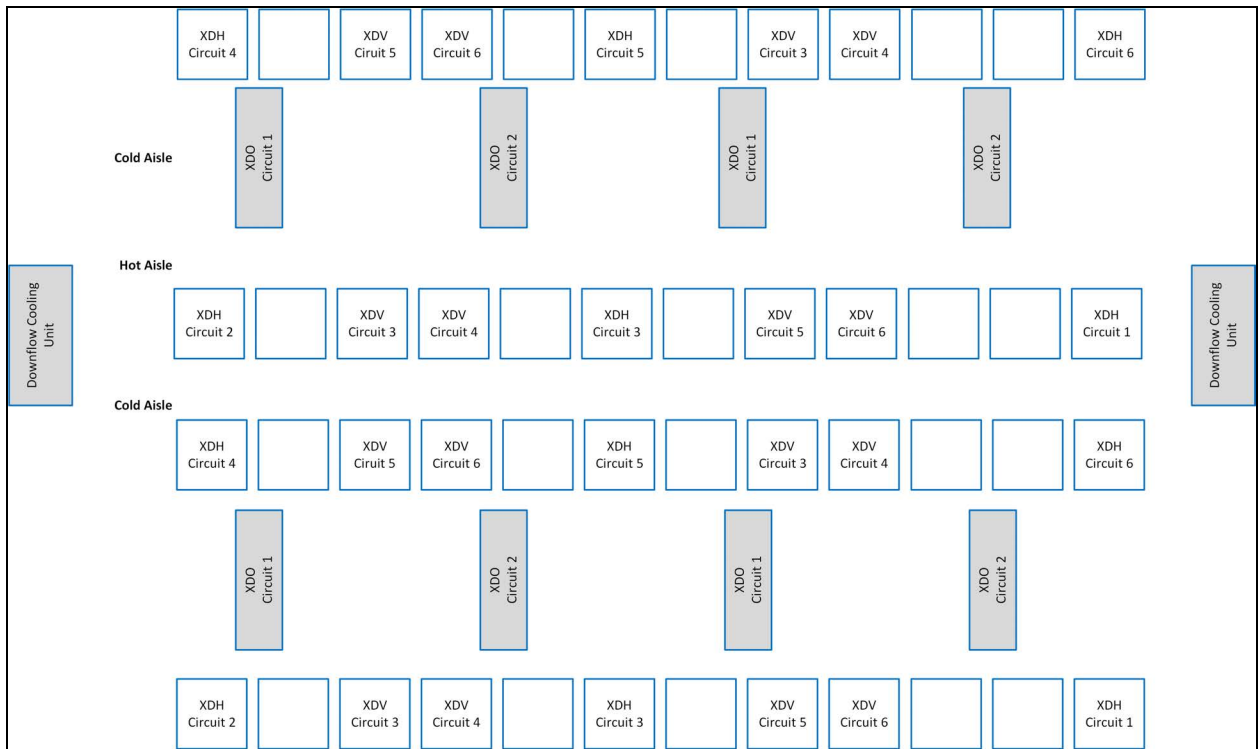 XDH
Circuit 4
XDV
Ciruit 5
XDV
Circuit 6
XDH
Circuit 5
XDV
Circuit 3
XDV
Circuit 4
XDH
Circuit 6
Cold Aisle
XDO
Circuit 1
XDO
Circuit 2
XDO
Circuit 1
XDO
Circuit 2
Hot Aisle
Downflow Cooling
Unit
XDH
Circuit 2
XDV
Circuit 3
XDV
Circuit 4
XDH
Circuit 3
XDV
Circuit 5
XDV
Circuit 6
XDH
Circuit 1
Downflow Cooling
Unit
Cold Aisle
XDH
Circuit 4
XDV
Ciruit 5
XDV
Circuit 6
XDH
Circuit 5
XDV
Circuit 3
XDV
Circuit 4
XDH
Circuit 6
XDO
Circuit 1
XDO
Circuit 2
XDO
Circuit 1
XDO
Circuit 2
XDH
Circuit 2
XDV
Circuit 3
XDV
Circuit 4
XDH
Circuit 3
XDV
Circuit 5
XDV
Circuit 6
XDH
Circuit 1